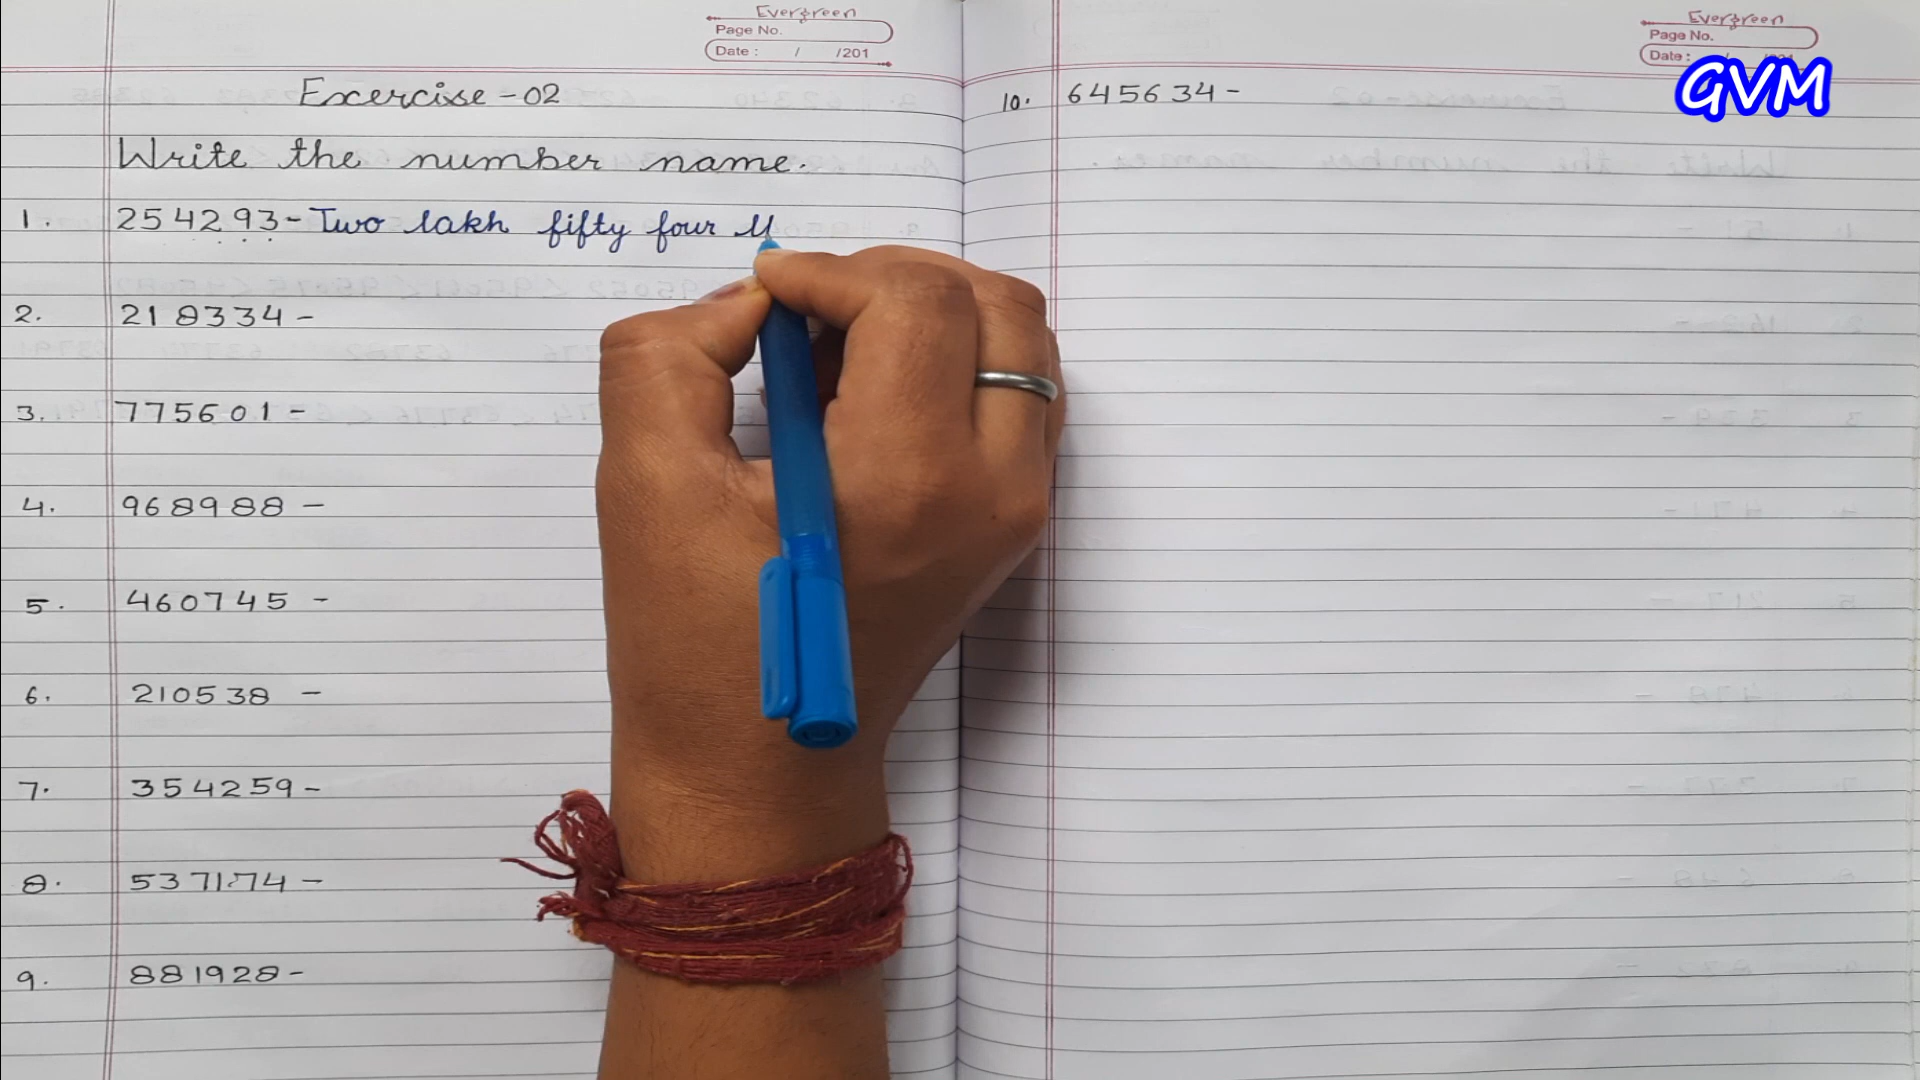 Evergreen
Page No.
Date : / /201
Exercise - 02
Write the number name.
1. 254293 - Two lakh fifty four
2. 218334 -
3. 775601 -
4. 968988 -
5. 460745 -
6. 210538 -
7. 354259 -
8. 537174 -
9. 881928 -
Evergreen
Page No.
Date :
GVM
10. 645634 -